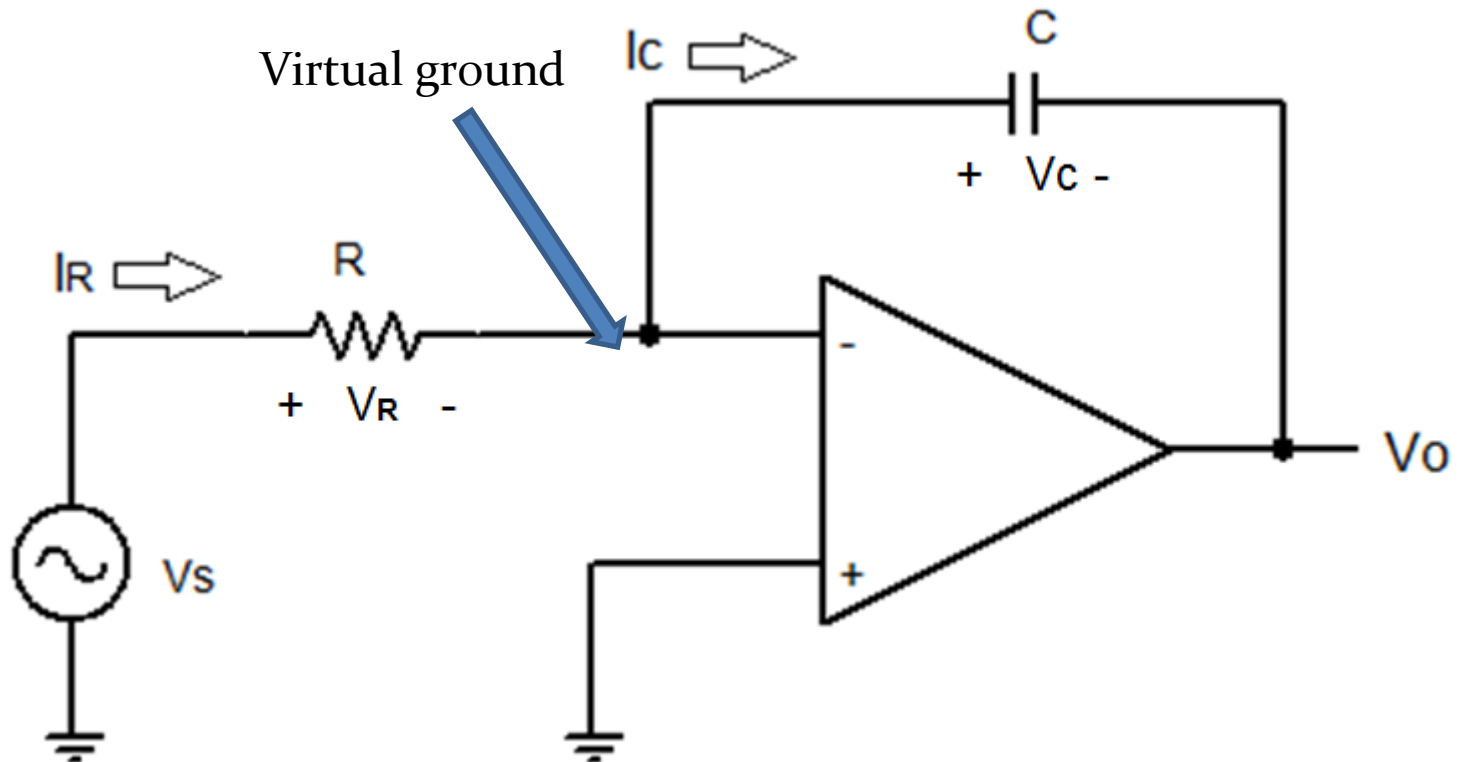 Virtual ground
Ic
C
+ Vc -
IR
R
+ VR -
-
+
Vo
Vs